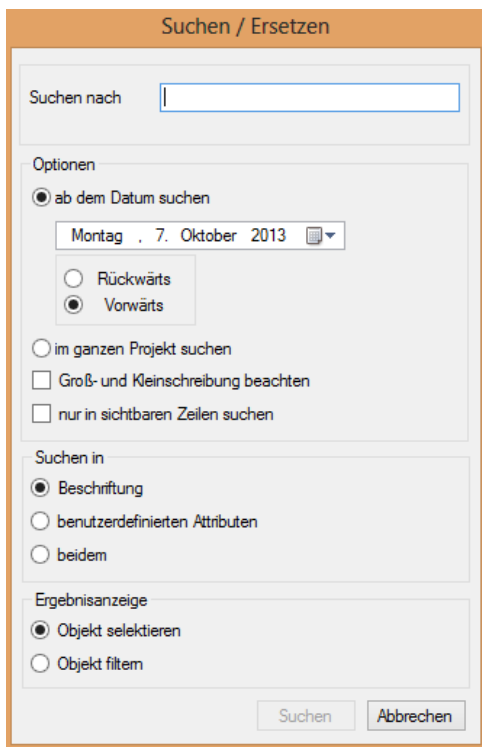 Suchen / Ersetzen
Suchen nach
Optionen
ab dem Datum suchen
Montag , 7. Oktober 2013
Rückwärts
Vorwärts
im ganzen Projekt suchen
Groß- und Kleinschreibung beachten
nur in sichtbaren Zeilen suchen
Suchen in
Beschriftung
benutzerdefinierten Attributen
beidem
Ergebnisanzeige
Objekt selektieren
Objekt filtern
Suchen Abbrechen